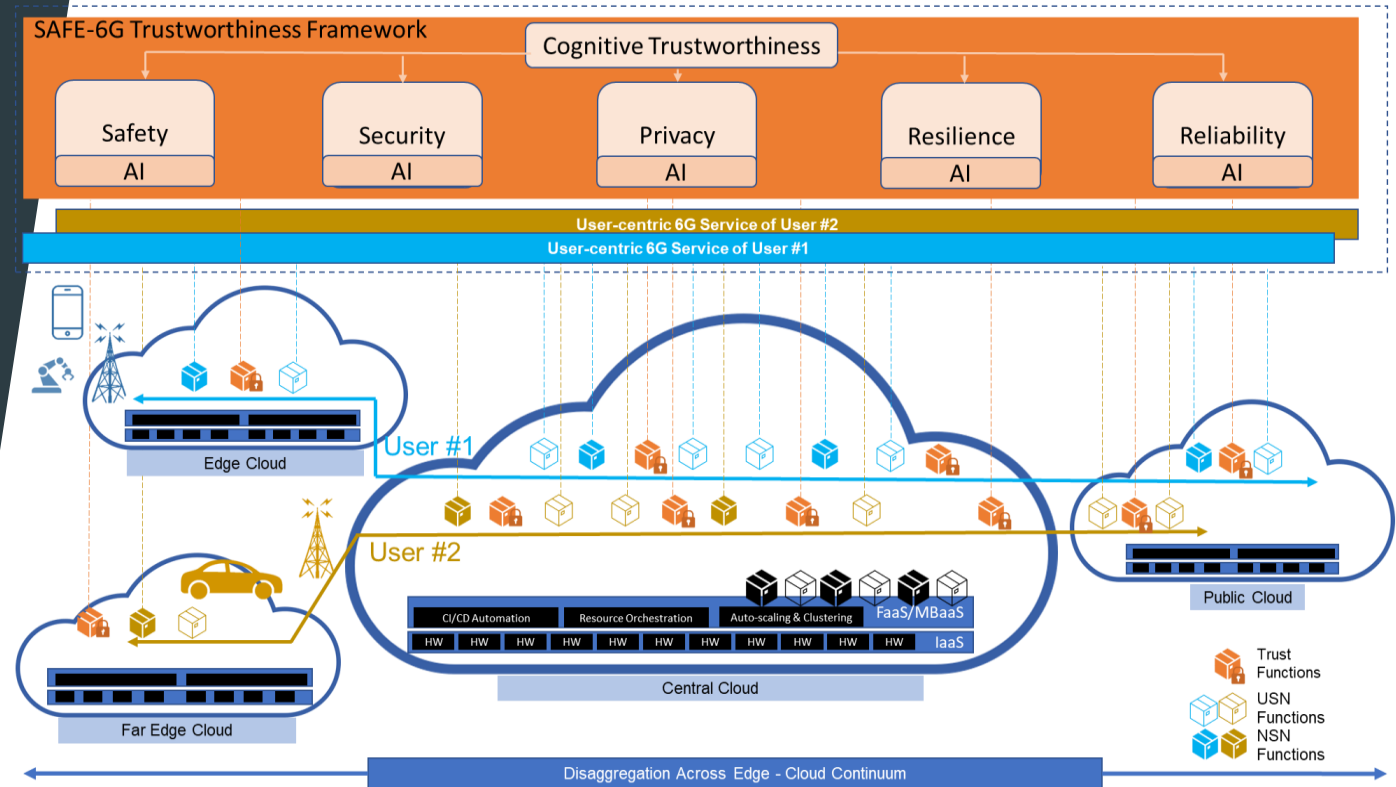 SAFE-6G Trustworthiness Framework
Cognitive Trustworthiness
Safety
AI
Security
AI
Privacy
AI
Resilience
AI
Reliability
AI
User-centric 6G Service of User #2
User-centric 6G Service of User #1
Edge Cloud
User #1
User #2
Far Edge Cloud
CI/CD Automation
Resource Orchestration
Auto-scaling & Clustering
FaaS/MBaaS
HW HW HW HW HW HW HW HW HW HW HW
IaaS
Central Cloud
Public Cloud
Trust
Functions
USN
Functions
NSN
Functions
Disaggregation Across Edge - Cloud Continuum